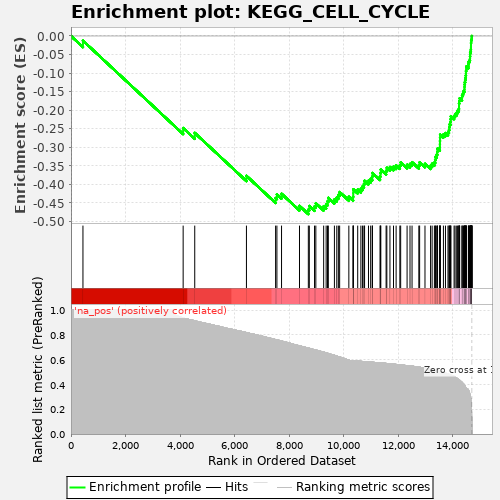 Enrichment plot: KEGG_CELL_CYCLE
Enrichment score (ES)
0.00
-0.05
-0.10
-0.15
-0.20
-0.25
-0.30
-0.35
-0.40
-0.45
-0.50
'na_pos' (positively correlated)
Ranked list metric (PreRanked)
1.0
0.8
0.6
0.4
0.2
0.0
Zero cross at 1
0
2,000
4,000
6,000
8,000
10,000
12,000
14,000
Rank in Ordered Dataset
Enrichment profile
Hits
Ranking metric scores